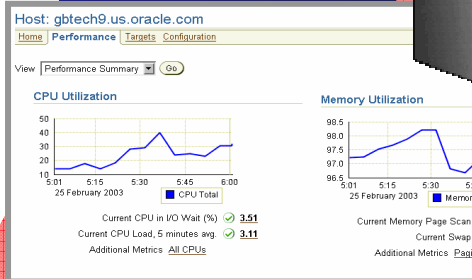 Host: gbtech9.us.oracle.com
Home Performance Targets Configuration
View Performance Summary Go
CPU Utilization
50
40
30
20
10
5:01 5:15 5:30 5:45 6:00
25 February 2003
CPU Total
Current CPU in I/O Wait (%) 3.51
Current CPU Load, 5 minutes avg. 3.11
Additional Metrics All CPUs
Memory Utilization
98.5
98.0
97.5
97.0
96.5
5:01 5:15 5:30
25 February 2003
Current Memory Page Scan
Current Swap
Additional Metrics